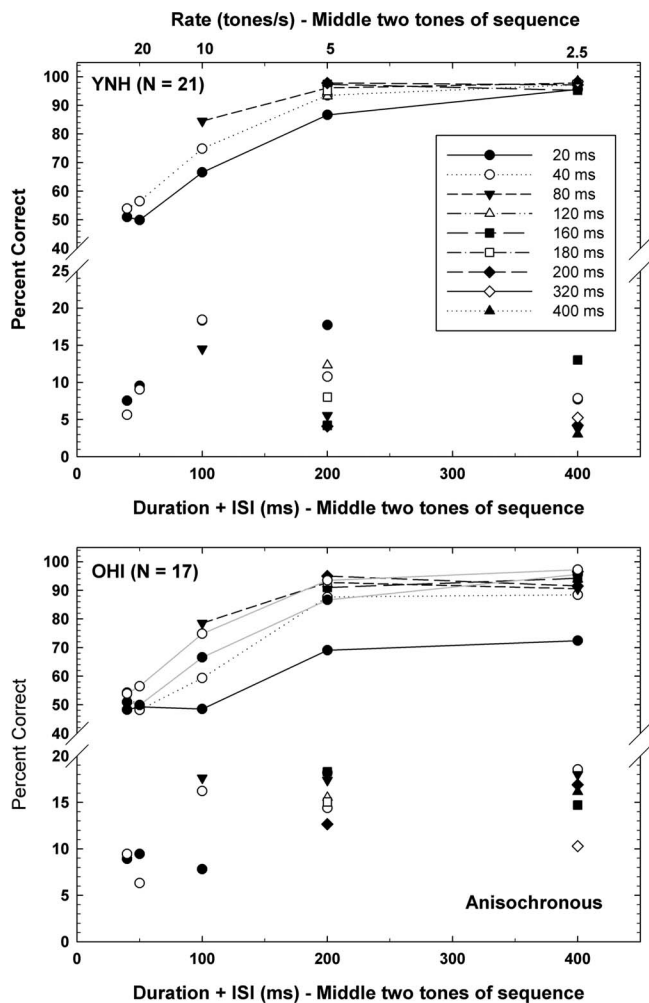 Rate (tones/s) - Middle two tones of sequence
20 10 5 2.5
YNH (N = 21)
100
90
80
70
60
50
40
25
20
15
10
5
0
Percent Correct
20 ms
40 ms
80 ms
120 ms
160 ms
180 ms
200 ms
320 ms
400 ms
0 100 200 300 400
Duration + ISI (ms) - Middle two tones of sequence
OHI (N = 17)
100
90
80
70
60
50
40
20
15
10
5
0
Percent Correct
Anisochronous
0 100 200 300 400
Duration + ISI (ms) - Middle two tones of sequence